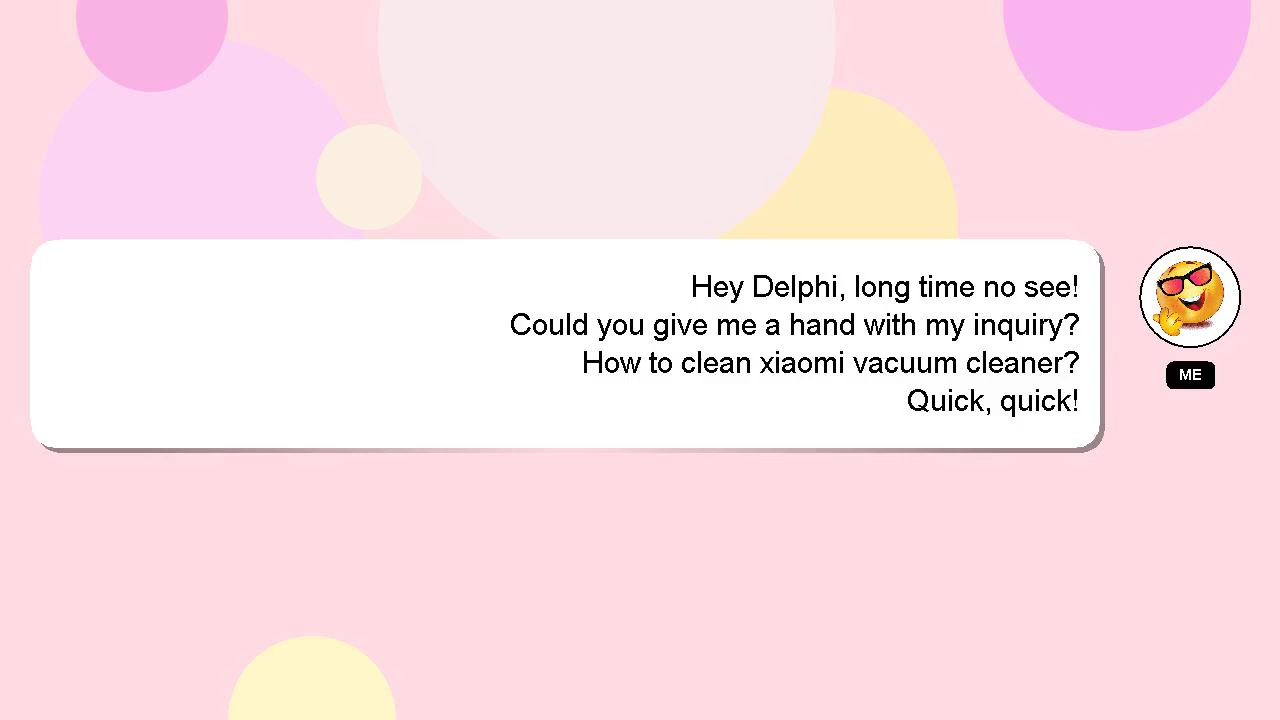 Hey Delphi, long time no see!
Could you give me a hand with my inquiry?
How to clean xiaomi vacuum cleaner?
Quick, quick!
ME